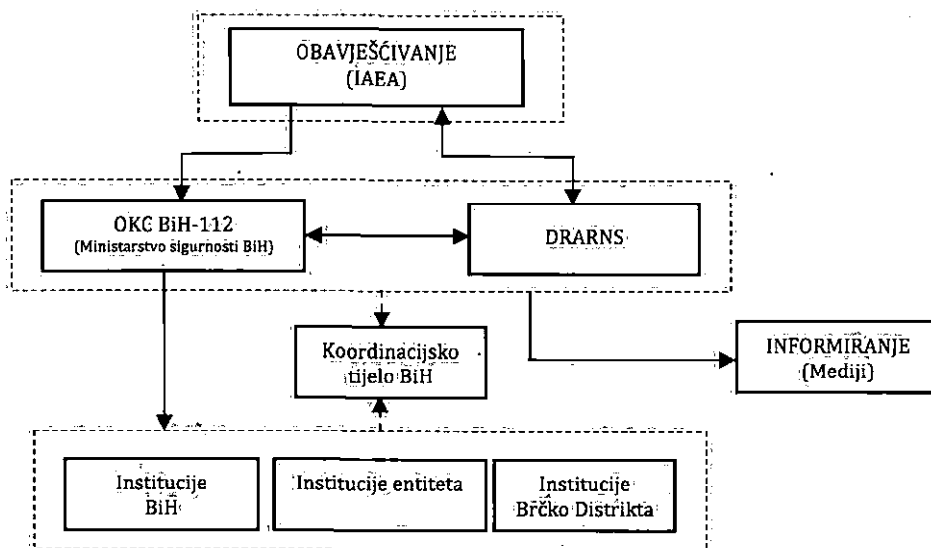 OBAVJEŠĆIVANJE
(IAEA)
OKC BiH-112
(Ministarstvo sigurnosti BiH)
DRARNS
Koordinacijsko
tijelo BiH
INFORMIRANJE
(Mediji)
Institucije
BiH
Institucije entiteta
Institucije
Brčko Distrikta